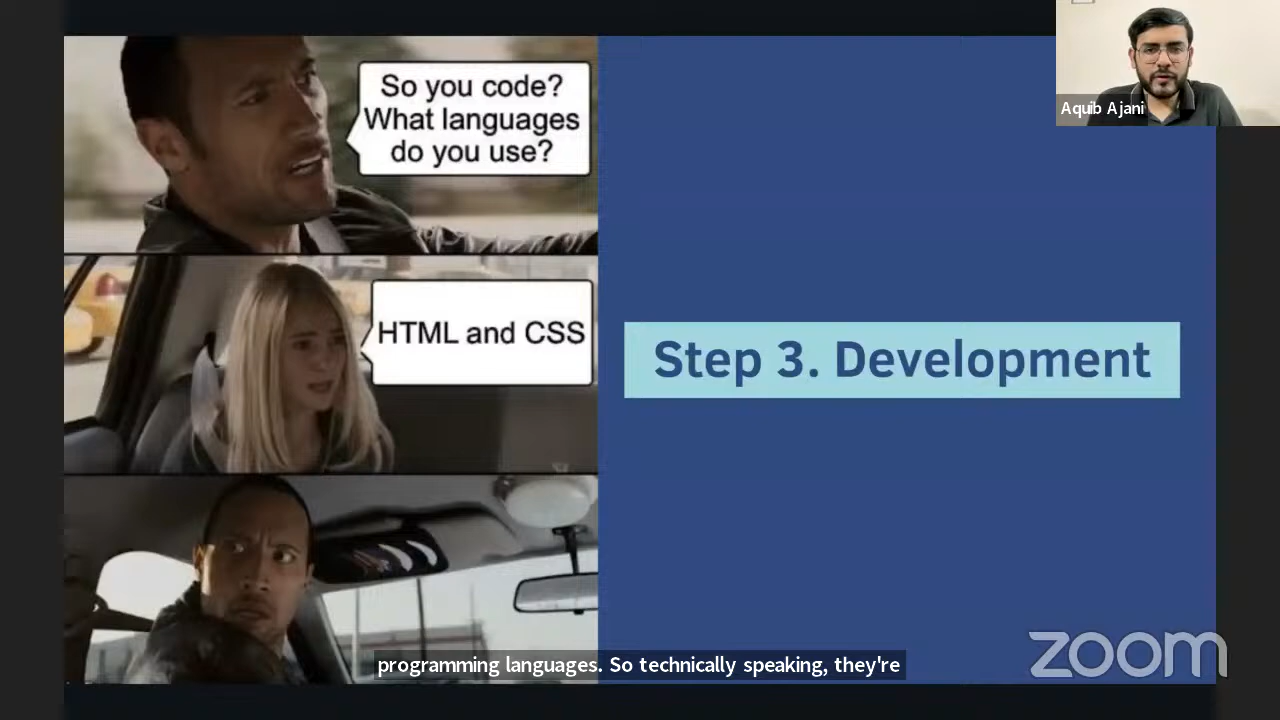 So you code?
What languages
do you use?
Aquib Ajani
HTML and CSS
Step 3. Development
programming languages. So technically speaking, they're
zoom